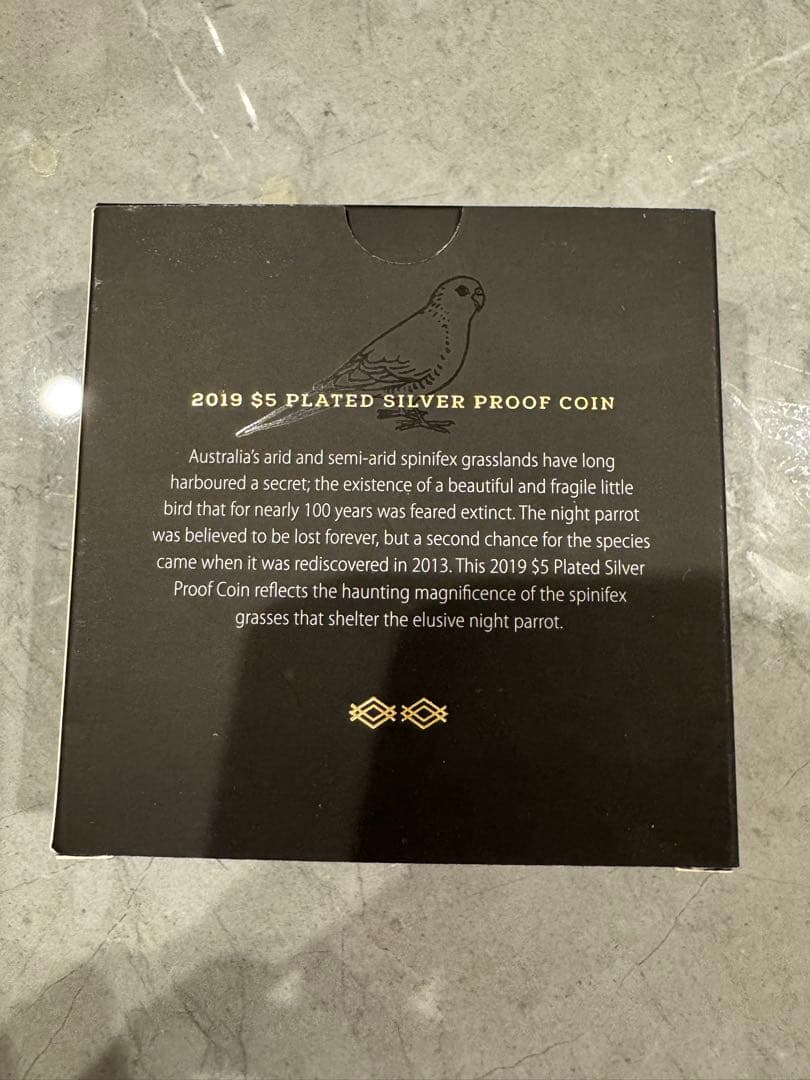 2019 $5 PLATED SILVER PROOF COIN
Australia's arid and semi-arid spinifex grasslands have long
harboured a secret; the existence of a beautiful and fragile little
bird that for nearly 100 years was feared extinct. The night parrot
was believed to be lost forever, but a second chance for the species
came when it was rediscovered in 2013. This 2019 $5 Plated Silver
Proof Coin reflects the haunting magnificence of the spinifex
grasses that shelter the elusive night parrot.